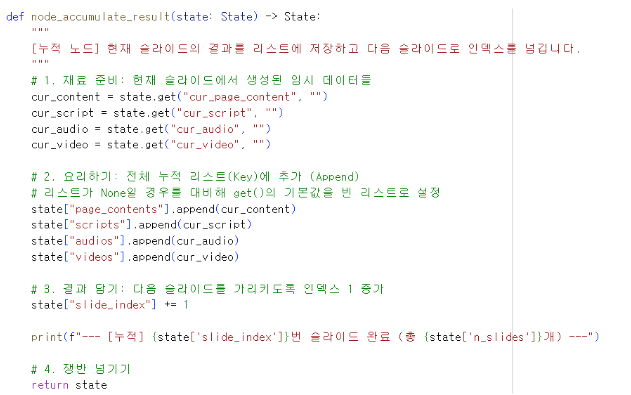 def node_accumulate_result(state: State) -> State:
"""
[누적 노드] 현재 슬라이드의 결과를 리스트에 저장하고 다음 슬라이드로 인덱스를 넘깁니다.
"""
# 1. 재료 준비: 현재 슬라이드에서 생성된 임시 데이터들
cur_content = state.get("cur_page_content", "")
cur_script = state.get("cur_script", "")
cur_audio = state.get("cur_audio", "")
cur_video = state.get("cur_video", "")
# 2. 요리하기: 전체 누적 리스트(Key)에 추가 (Append)
# 리스트가 None일 경우를 대비해 get()의 기본값을 빈 리스트로 설정
state["page_contents"].append(cur_content)
state["scripts"].append(cur_script)
state["audios"].append(cur_audio)
state["videos"].append(cur_video)
# 3. 결과 담기: 다음 슬라이드를 가리키도록 인덱스 1 증가
state["slide_index"] += 1
print(f"--- [누적] {state['slide_index']}번 슬라이드 완료 (총 {state['n_slides']}개) ---")
# 4. 쟁반 넘기기
return state